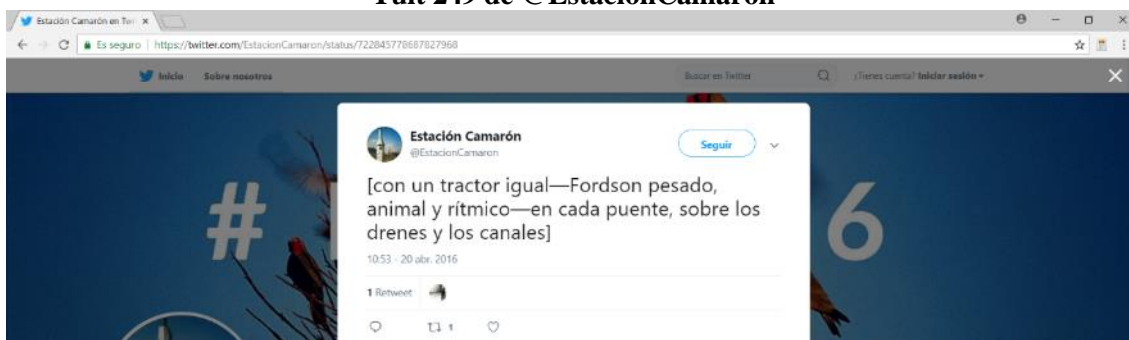 Tuit 249 de @EstacionCamaron
Estación Camarón en Twi
Es seguro | https://twitter.com/EstacionCamaron/status/722845778687827968
Inicio Sobre nosotros Buscar en Twitter ¿Tienes cuenta? Iniciar sesión
Estación Camarón
@EstacionCamaron
Seguir
[con un tractor igual—Fordson pesado,
animal y rítmico—en cada puente, sobre los
drenes y los canales]
10:53 - 20 abr. 2016
1 Retweet
1
# 6